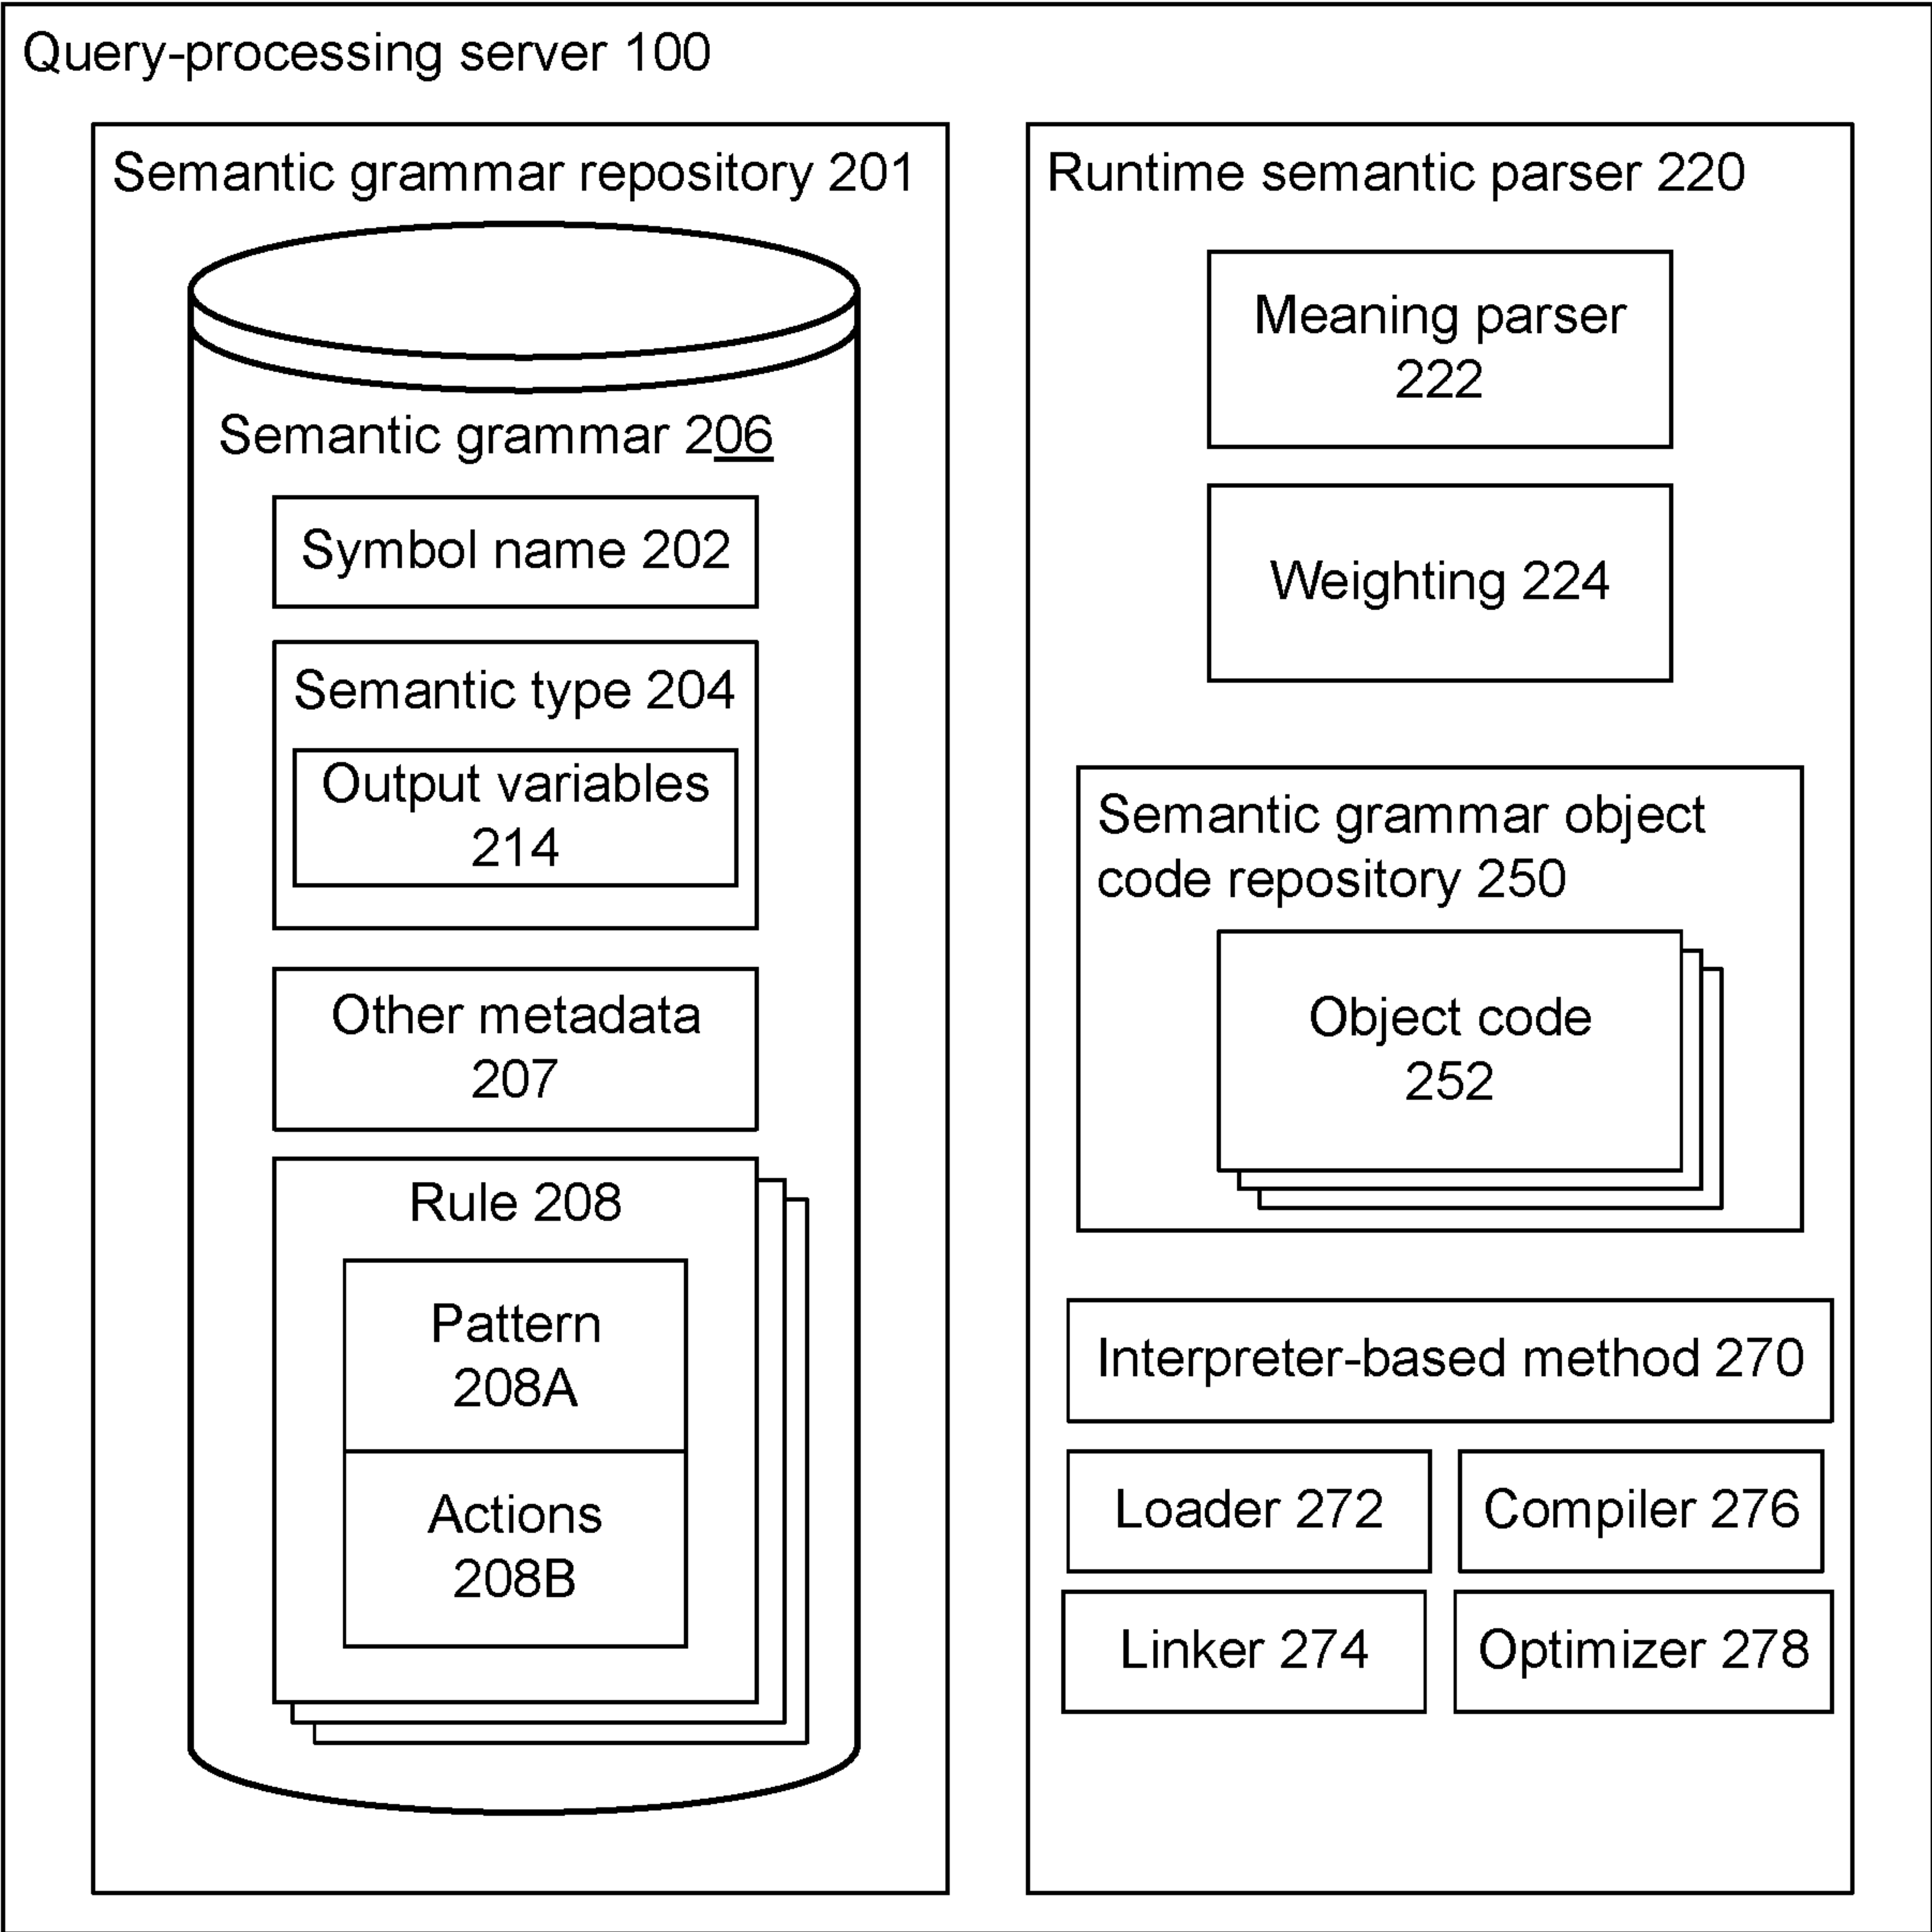 Query-processing server 100
Semantic grammar repository 201
Semantic grammar 206
Symbol name 202
Semantic type 204
Output variables
214
Other metadata
207
Rule 208
Pattern
208A
Actions
208B
Runtime semantic parser 220
Meaning parser
222
Weighting 224
Semantic grammar object
code repository 250
Object code
252
Interpreter-based method 270
Loader 272
Compiler 276
Linker 274
Optimizer 278